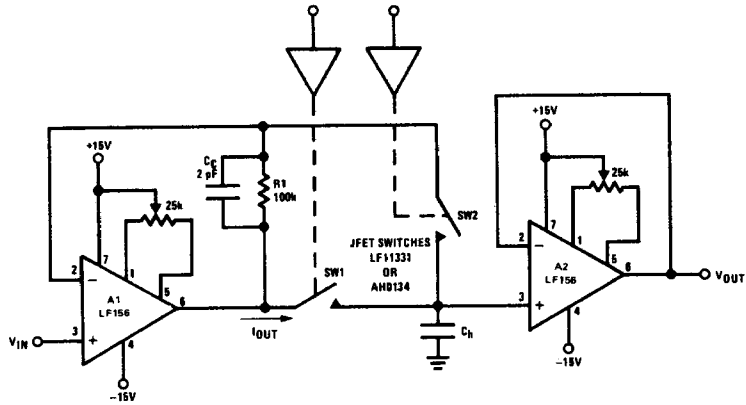 +15V
25k
7
1
5
2
−
A1
LF156
6
3
+
4
VIN
−15V
CC
2 pF
R1
100k
IOUT
SW1
JFET SWITCHES
LF11331
OR
AH0134
SW2
Ch
+15V
25k
7
1
5
2
−
A2
LF156
6
3
+
4
VOUT
−15V